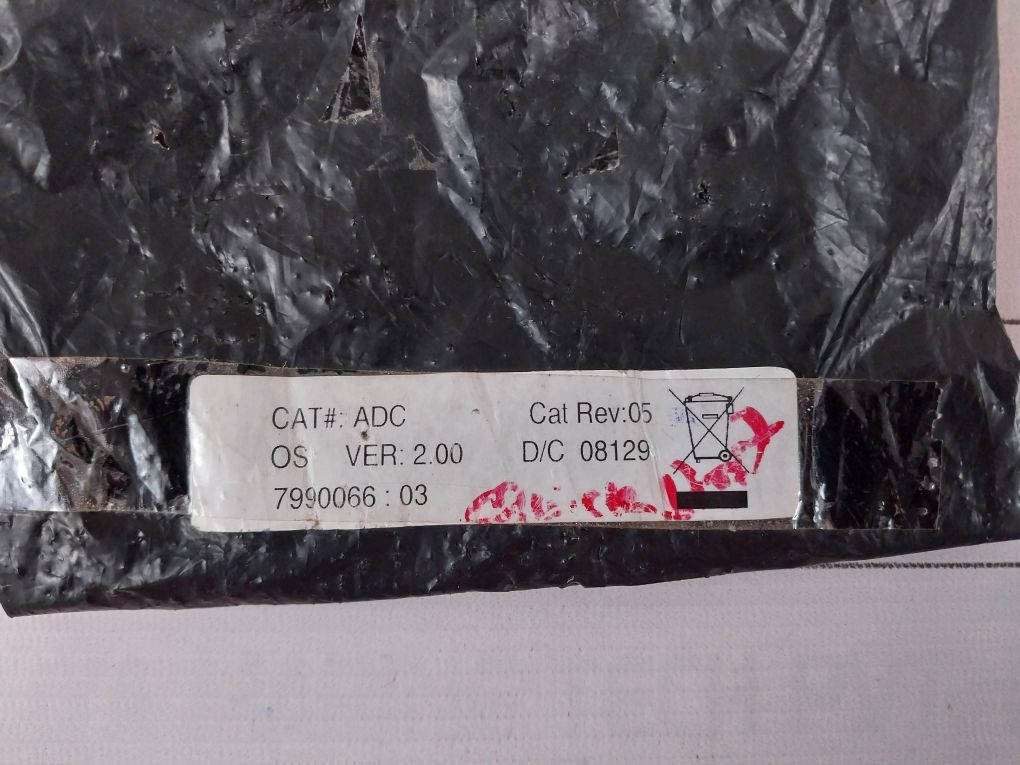 CAT#: ADC Cat Rev:05
OS VER: 2.00 D/C 08129
7990066 : 03